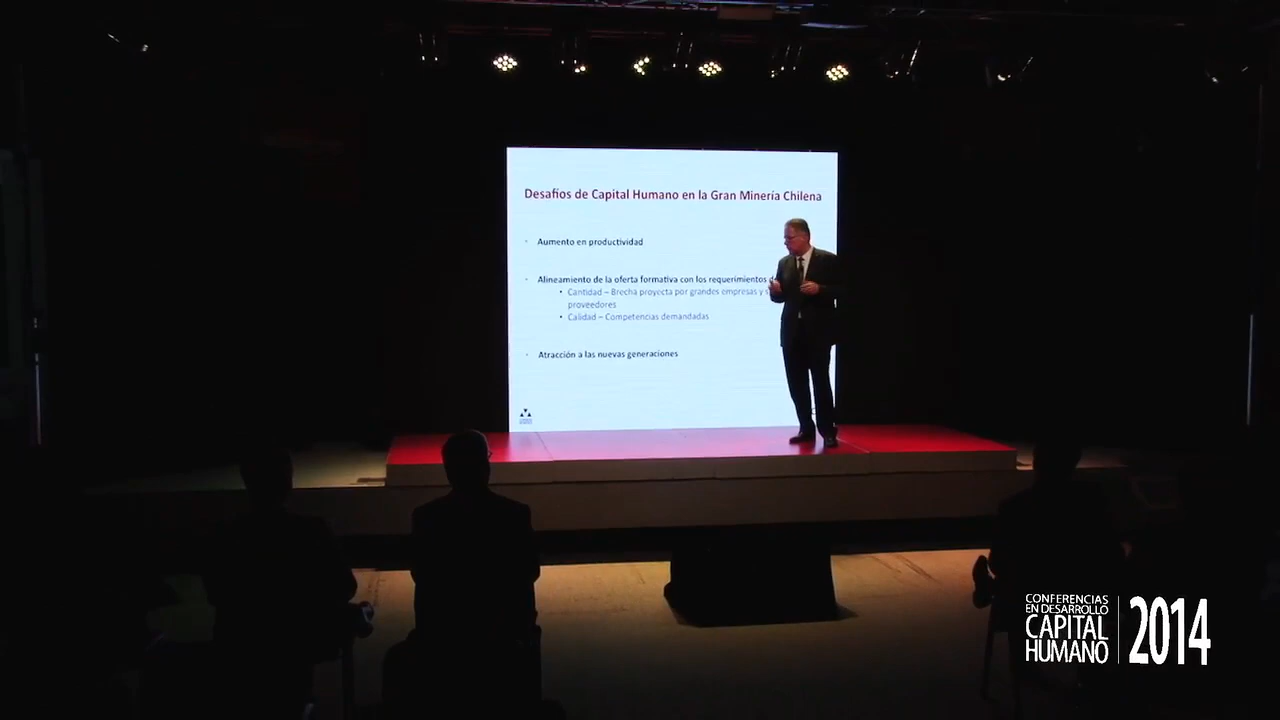 Desafíos de Capital Humano en la Gran Minería Chilena
- Aumento en productividad
- Alineamiento de la oferta formativa con los requerimientos
• Cantidad – Brecha proyecta por grandes empresas y
proveedores
• Calidad – Competencias demandadas
- Atracción a las nuevas generaciones
CONFERENCIAS
EN DESARROLLO
CAPITAL
HUMANO
2014